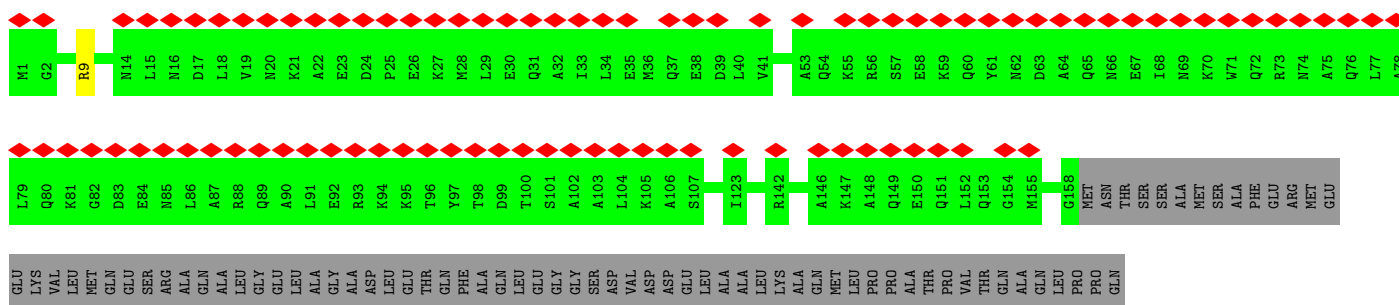 M1 G2 R9 N14 L15 N16 D17 L18 V19 N20 K21 A22 E23 D24 P25 E26 K27 M28 L29 E30 Q31 A32 I33 L34 E35 M36 Q37 E38 D39 L40 V41 A53 Q54 K55 R56 S57 E58 K59 Q60 Y61 N62 D63 A64 Q65 N66 E67 I68 N69 K70 W71 Q72 R73 N74 A75 Q76 L77 A78
L79 Q80 K81 G82 D83 E84 N85 L86 A87 R88 Q89 A90 L91 E92 R93 K94 K95 T96 Y97 T98 D99 T100 S101 A102 A103 L104 K105 A106 S107 I123 R142 A146 K147 A148 Q149 E150 Q151 L152 Q153 G154 M155 G158 MET ASN THR SER SER ALA MET SER ALA PHE GLU ARG MET GLU
GLU LYS VAL LEU MET GLN GLU SER ARG ALA GLN ALA LEU GLY GLU LEU ALA GLY ALA ASP LEU GLU THR GLN PHE ALA GLN LEU GLU GLY GLY SER ASP VAL ASP ASP GLU LEU ALA ALA LEU LYS ALA GLN MET LEU PRO PRO ALA THR PRO VAL THR GLN ALA GLN LEU PRO PRO GLN